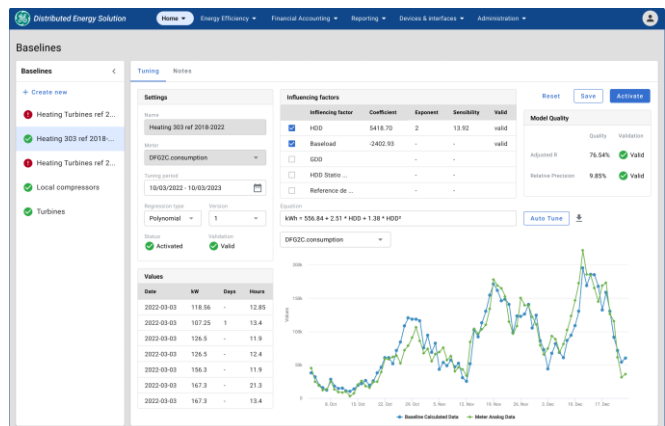 Distributed Energy Solution Home Energy Efficiency Financial Accounting Reporting Devices & interfaces Administration
Baselines
Baselines
+ Create new
Heating Turbines ref 2...
Heating 303 ref 2018-...
Heating Turbines ref 2...
Local compressors
Turbines
Tuning Notes
Settings
Name
Heating 303 ref 2018-2022
Meter
DFG2C.consumption
Tuning period
10/03/2022 - 10/03/2023
Regression type Version
Polynomial 1
Status Validation
Activated Valid
Values
Date kW Days Hours
2022-03-03 118.56 - 12.85
2022-03-03 107.25 1 13.4
2022-03-03 126.5 - 11.9
2022-03-03 126.5 - 12.4
2022-03-03 156.3 - 11.9
2022-03-03 167.3 - 21.3
2022-03-03 167.3 - 13.4
Influencing factors
Influencing factor Coefficient Exponent Sensibility Valid
HDD 5418.70 2 13.92 valid
Baseload -2402.93 - - valid
GDD - -
HDD Statio ... - -
Reference de ... - -
Equation
kWh = 556.84 + 2.51 * HDD + 1.38 * HDD²
Auto Tune
DFG2C.consumption
Reset Save Activate
Model Quality
Quality Validation
Adjusted R 76.54% Valid
Relative Precision 9.85% Valid
Values
0
50k
100k
150k
200k
8. Oct 15. Oct 22. Oct 29. Oct 5. Nov 12. Nov 19. Nov 26. Nov 3. Dec 10. Dec 17. Dec
Baseline Calculated Data Meter Analog Data